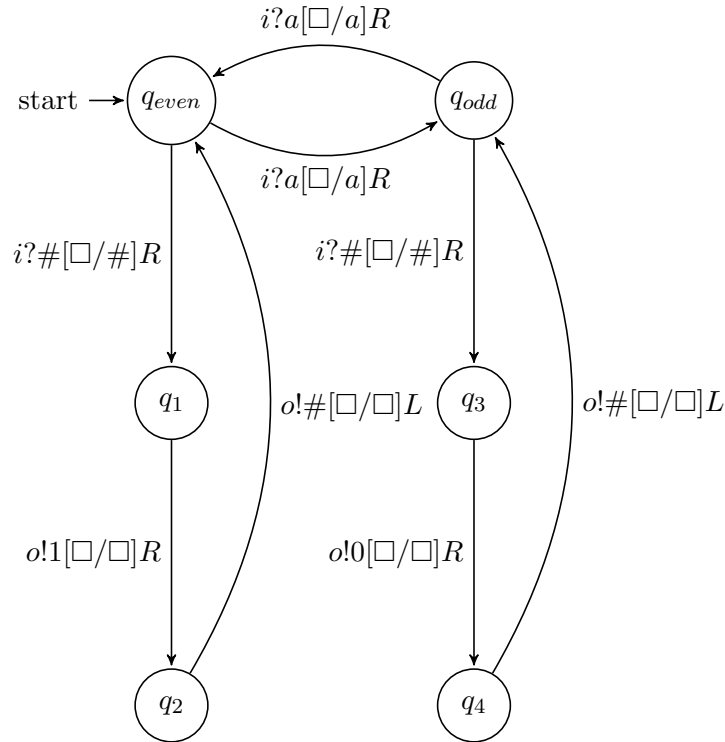 i?a[□/a]R
start
q_even
q_odd
i?a[□/a]R
i?#[□/#]R
i?#[□/#]R
q_1
o!#[□/□]L
q_3
o!#[□/□]L
o!1[□/□]R
o!0[□/□]R
q_2
q_4